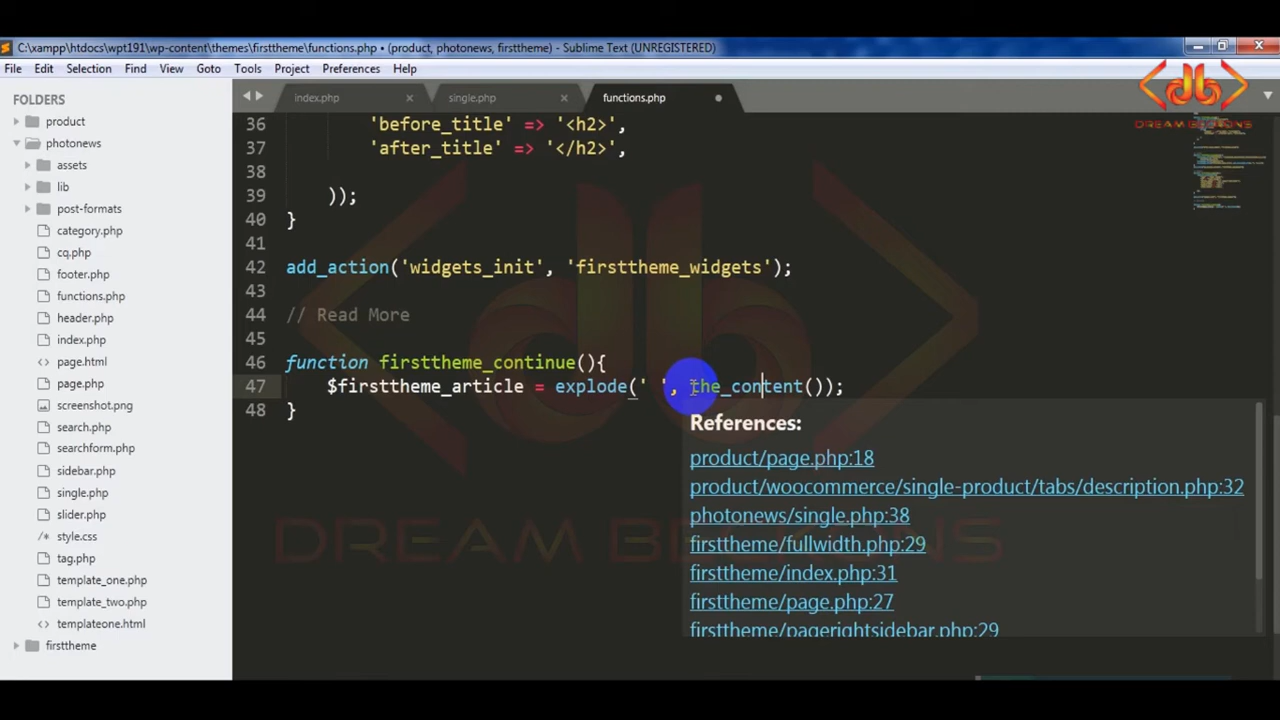 C:\xampp\htdocs\wpt191\wp-content\themes\firsttheme\functions.php • (product, photonews, firsttheme) - Sublime Text (UNREGISTERED)
File Edit Selection Find View Goto Tools Project Preferences Help
FOLDERS
product
photonews
assets
lib
post-formats
category.php
cq.php
footer.php
functions.php
header.php
index.php
page.html
page.php
screenshot.png
search.php
searchform.php
sidebar.php
single.php
slider.php
style.css
tag.php
template_one.php
template_two.php
templateone.html
firsttheme
index.php single.php functions.php
DREAM BUTTONS
36 'before_title' => '<h2>',
37 'after_title' => '</h2>',
38
39 ));
40 }
41
42 add_action('widgets_init', 'firsttheme_widgets');
43
44 // Read More
45
46 function firsttheme_continue(){
47 $firsttheme_article = explode(' ', the_content());
48 }
References:
product/page.php:18
product/woocommerce/single-product/tabs/description.php:32
photonews/single.php:38
firsttheme/fullwidth.php:29
firsttheme/index.php:31
firsttheme/page.php:27
firsttheme/pagerightsidebar.php:29
DREAM BUTTONS